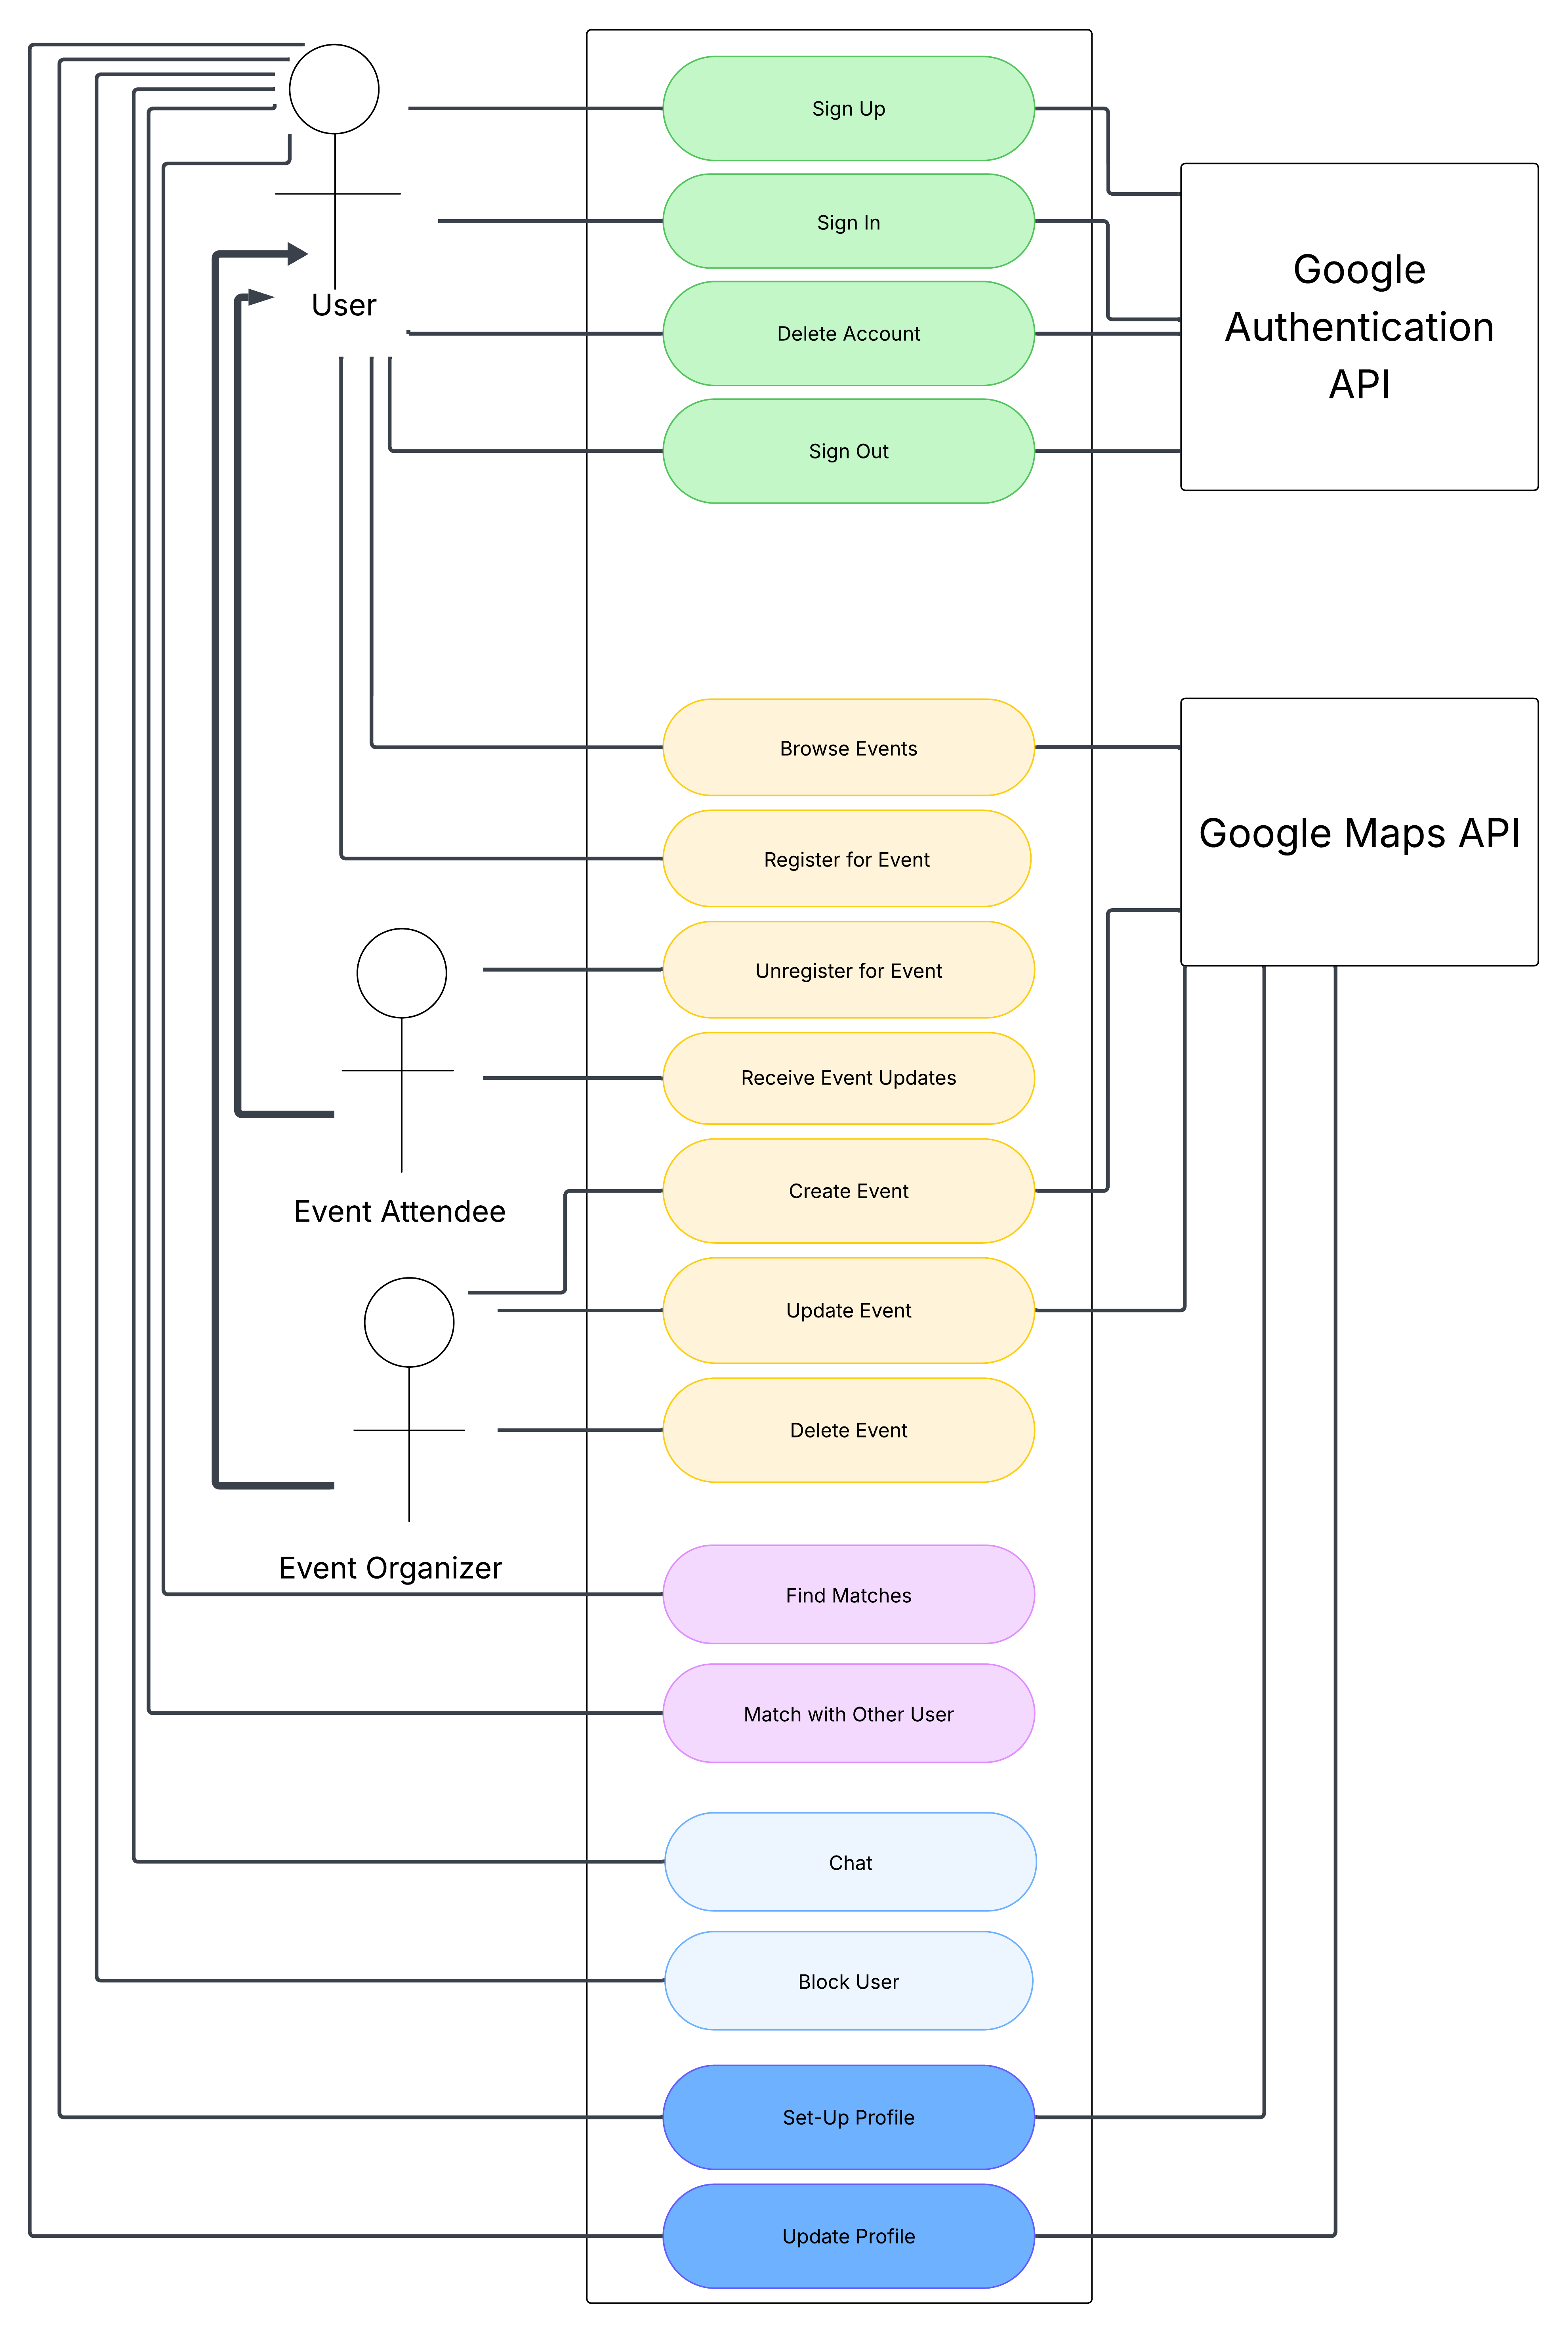 Sign Up
Sign In
User
Delete Account
Sign Out
Google
Authentication
API
Browse Events
Google Maps API
Register for Event
Unregister for Event
Receive Event Updates
Create Event
Event Attendee
Update Event
Delete Event
Event Organizer
Find Matches
Match with Other User
Chat
Block User
Set-Up Profile
Update Profile